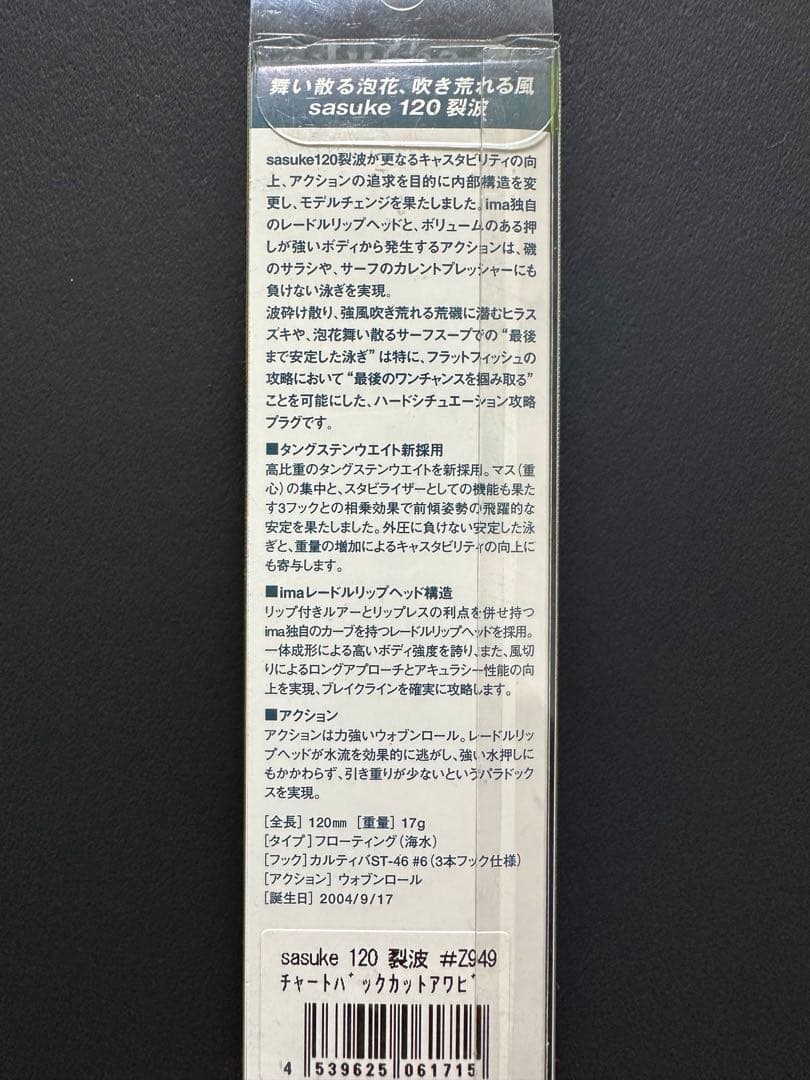 舞い散る泡花、吹き荒れる風
sasuke 120 裂波
sasuke120裂波が更なるキャスタビリティの向
上、アクションの追求を目的に内部構造を変
更し、モデルチェンジを果たしました。ima独自
のレードルリップヘッドと、ボリュームのある押
しが強いボディから発生するアクションは、磯
のサラシや、サーフのカレントプレッシャーにも
負けない泳ぎを実現。
波砕け散り、強風吹き荒れる荒磯に潜むヒラス
ズキや、泡花舞い散るサーフスープでの“最後
まで安定した泳ぎ”は特に、フラットフィッシュの
攻略において“最後のワンチャンスを掴み取る”
ことを可能にした、ハードシチュエーション攻略
プラグです。
■タングステンウエイト新採用
高比重のタングステンウエイトを新採用。マス（重
心）の集中と、スタビライザーとしての機能も果た
す3フックとの相乗効果で前傾姿勢の飛躍的な
安定を果たしました。外圧に負けない安定した泳
ぎと、重量の増加によるキャスタビリティの向上に
も寄与します。
■imaレードルリップヘッド構造
リップ付きルアーとリップレスの利点を併せ持つ
ima独自のカーブを持つレードルリップヘッドを採用。
一体成形による高いボディ強度を誇り、また、風切
りによるロングアプローチとアキュラシー性能の向
上を実現、ブレイクラインを確実に攻略します。
■アクション
アクションは力強いウォブンロール。レードルリッ
プヘッドが水流を効果的に逃がし、強い水押しに
もかかわらず、引き重りが少ないというパラドック
スを実現。
［全長］120mm ［重量］17g
［タイプ］フローティング（海水）
［フック］カルティバST-46 #6（3本フック仕様）
［アクション］ウォブンロール
［誕生日］2004/9/17
sasuke 120 裂波 #Z949
ﾁｬｰﾄﾊﾞｯｸｶｯﾄｱﾜﾋﾞ
4 539625 061715